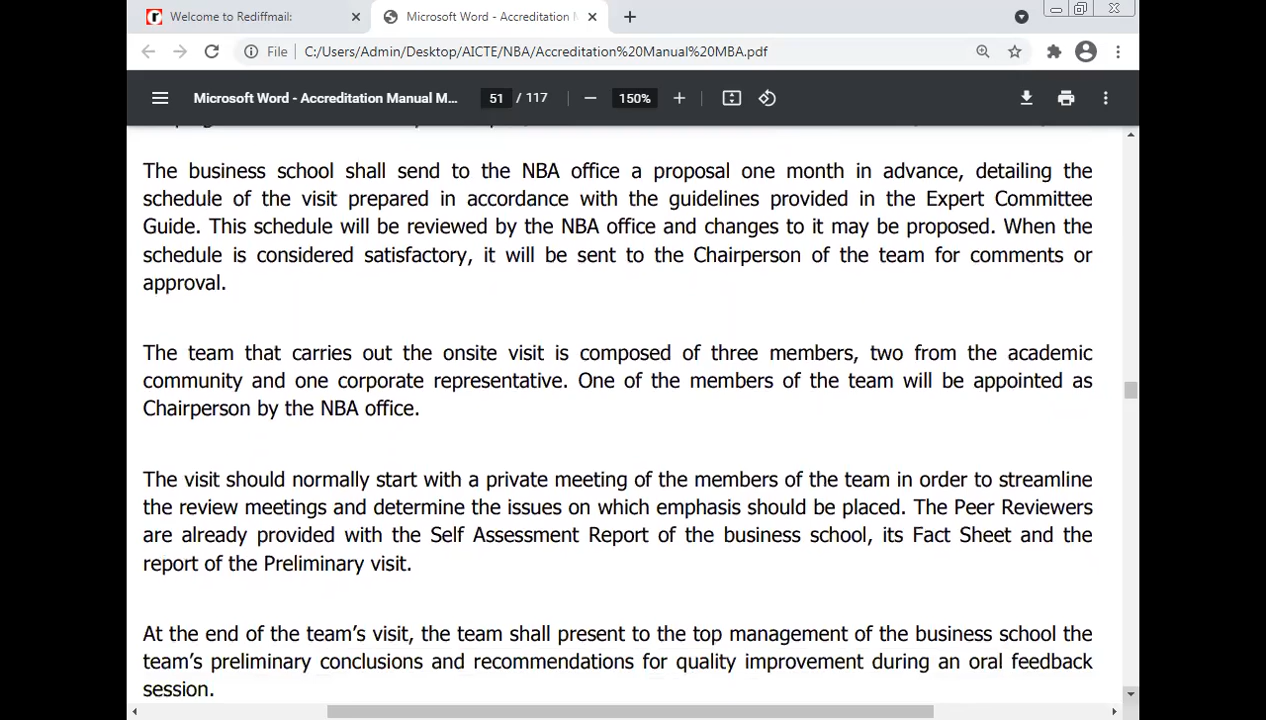 Welcome to Rediffmail:
Microsoft Word - Accreditation M
File C:/Users/Admin/Desktop/AICTE/NBA/Accreditation%20Manual%20MBA.pdf
Microsoft Word - Accreditation Manual M... 51 / 117 150%
The business school shall send to the NBA office a proposal one month in advance, detailing the
schedule of the visit prepared in accordance with the guidelines provided in the Expert Committee
Guide. This schedule will be reviewed by the NBA office and changes to it may be proposed. When the
schedule is considered satisfactory, it will be sent to the Chairperson of the team for comments or
approval.
The team that carries out the onsite visit is composed of three members, two from the academic
community and one corporate representative. One of the members of the team will be appointed as
Chairperson by the NBA office.
The visit should normally start with a private meeting of the members of the team in order to streamline
the review meetings and determine the issues on which emphasis should be placed. The Peer Reviewers
are already provided with the Self Assessment Report of the business school, its Fact Sheet and the
report of the Preliminary visit.
At the end of the team's visit, the team shall present to the top management of the business school the
team's preliminary conclusions and recommendations for quality improvement during an oral feedback
session.